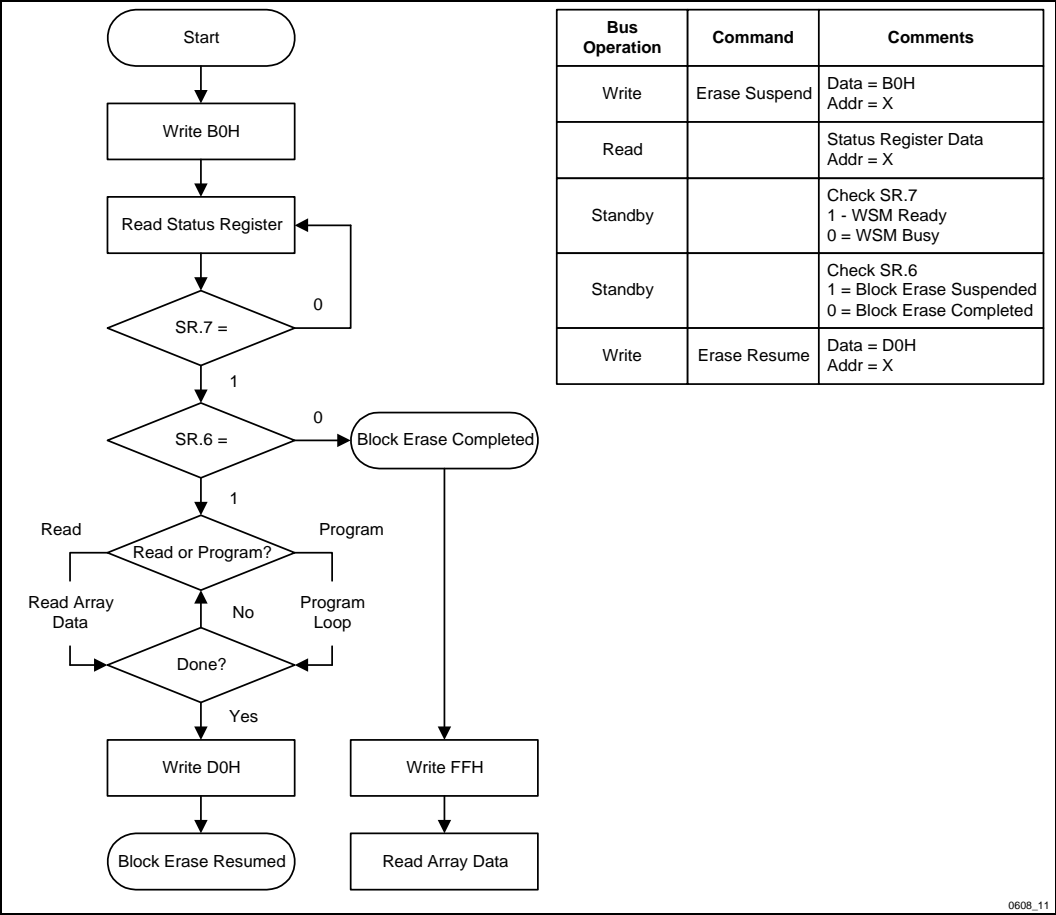 Start
Write B0H
Read Status Register
0
SR.7 =
1
0
SR.6 =
Block Erase Completed
1
Read
Program
Read or Program?
Read Array
Data
No
Program
Loop
Done?
Yes
Write D0H
Write FFH
Block Erase Resumed
Read Array Data
Bus
Operation
Command
Comments
Write
Erase Suspend
Data = B0H
Addr = X
Read
Status Register Data
Addr = X
Standby
Check SR.7
1 - WSM Ready
0 = WSM Busy
Standby
Check SR.6
1 = Block Erase Suspended
0 = Block Erase Completed
Write
Erase Resume
Data = D0H
Addr = X
0608_11